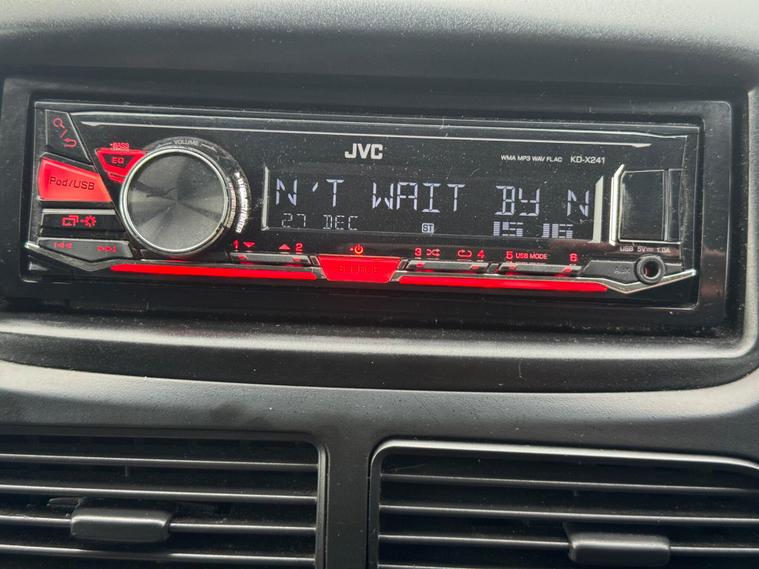 JVC
WMA MP3 WAV FLAC KD-X241
VOLUME
BASS
EQ
iPod/USB
N'T WAIT BY N
27 DEC ST 15 16
USB 5V 1.0A
1 2 3 4 5 USB MODE 6
SOURCE
AUX